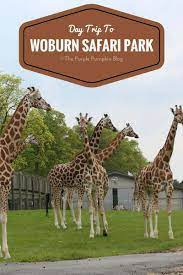 Day Trip To
WOBURN SAFARI PARK
©The Purple Pumpkin Blog